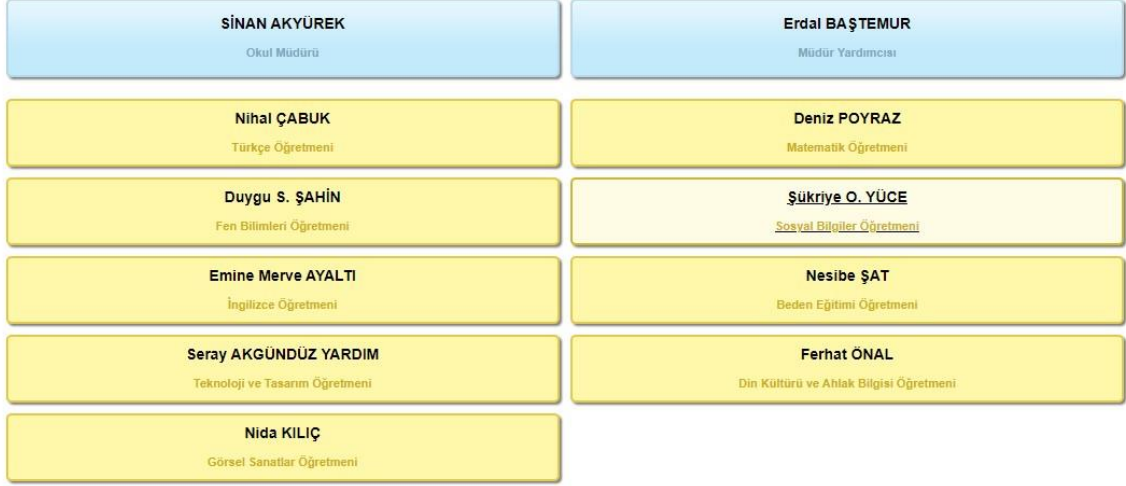 SİNAN AKYÜREK
Okul Müdürü
Erdal BAŞTEMUR
Müdür Yardımcısı
Nihal ÇABUK
Türkçe Öğretmeni
Deniz POYRAZ
Matematik Öğretmeni
Duygu S. ŞAHİN
Fen Bilimleri Öğretmeni
Şükriye O. YÜCE
Sosyal Bilgiler Öğretmeni
Emine Merve AYALTI
İngilizce Öğretmeni
Nesibe ŞAT
Beden Eğitimi Öğretmeni
Seray AKGÜNDÜZ YARDIM
Teknoloji ve Tasarım Öğretmeni
Ferhat ÖNAL
Din Kültürü ve Ahlak Bilgisi Öğretmeni
Nida KILIÇ
Görsel Sanatlar Öğretmeni